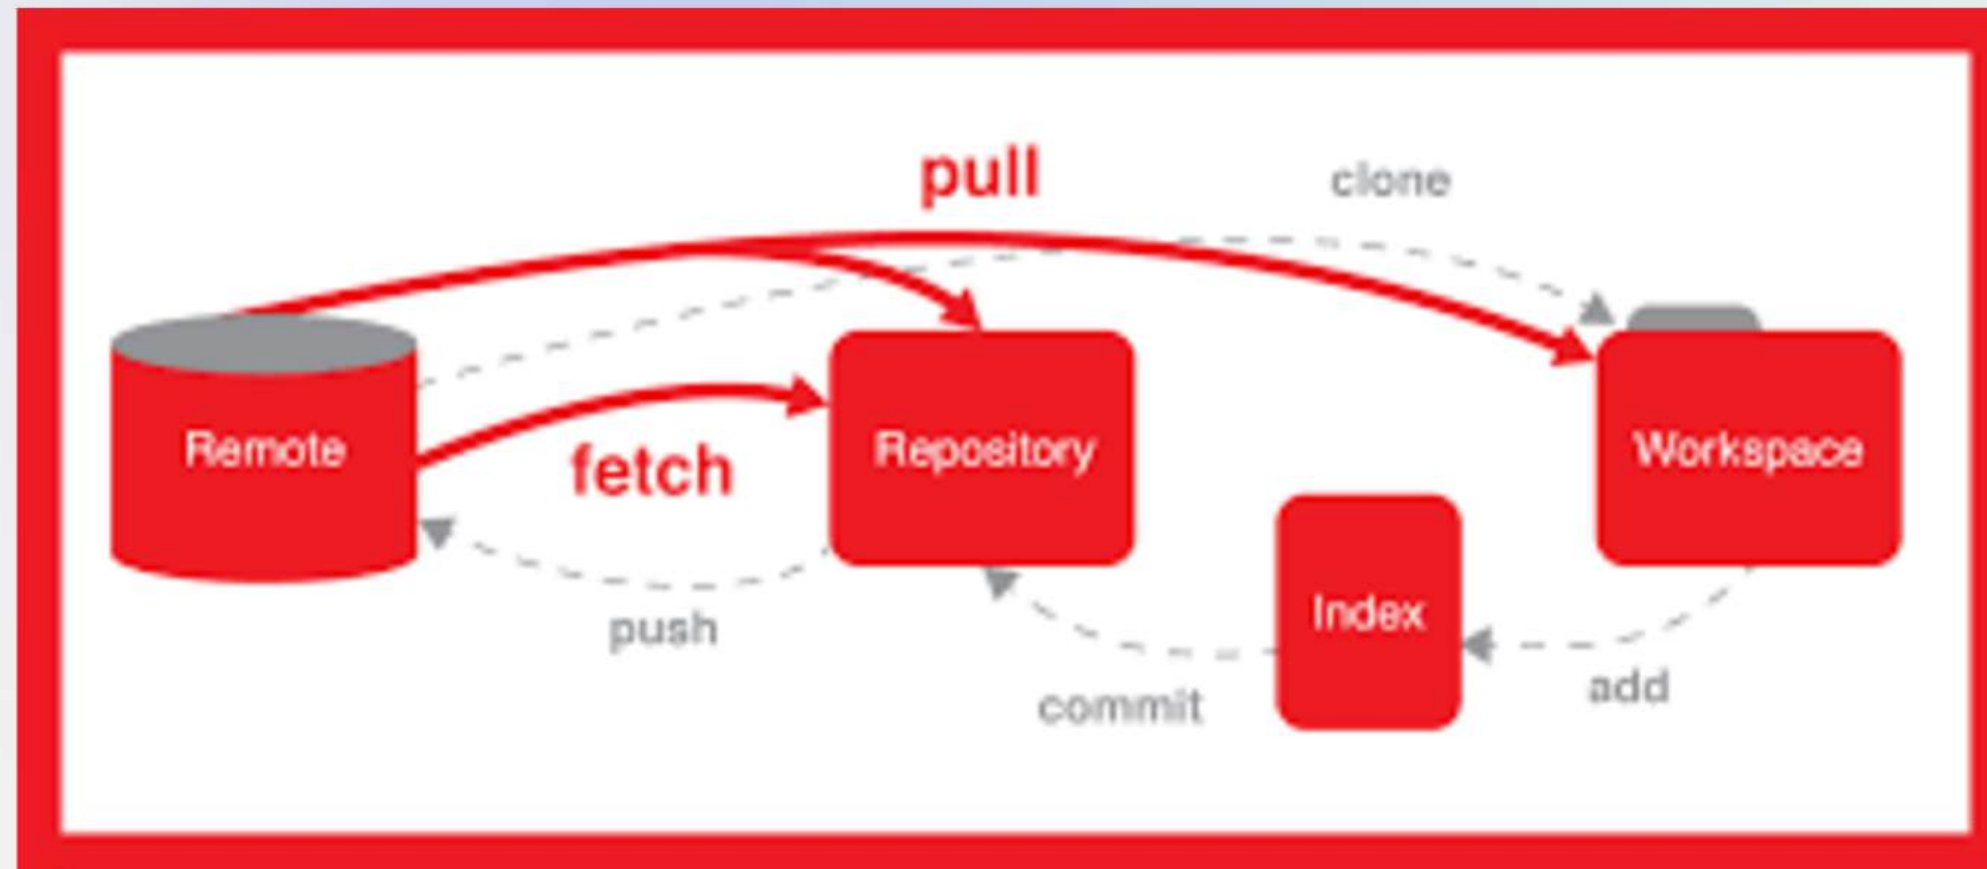 pull
clone
Remote
fetch
Repository
Workspace
Index
push
commit
add